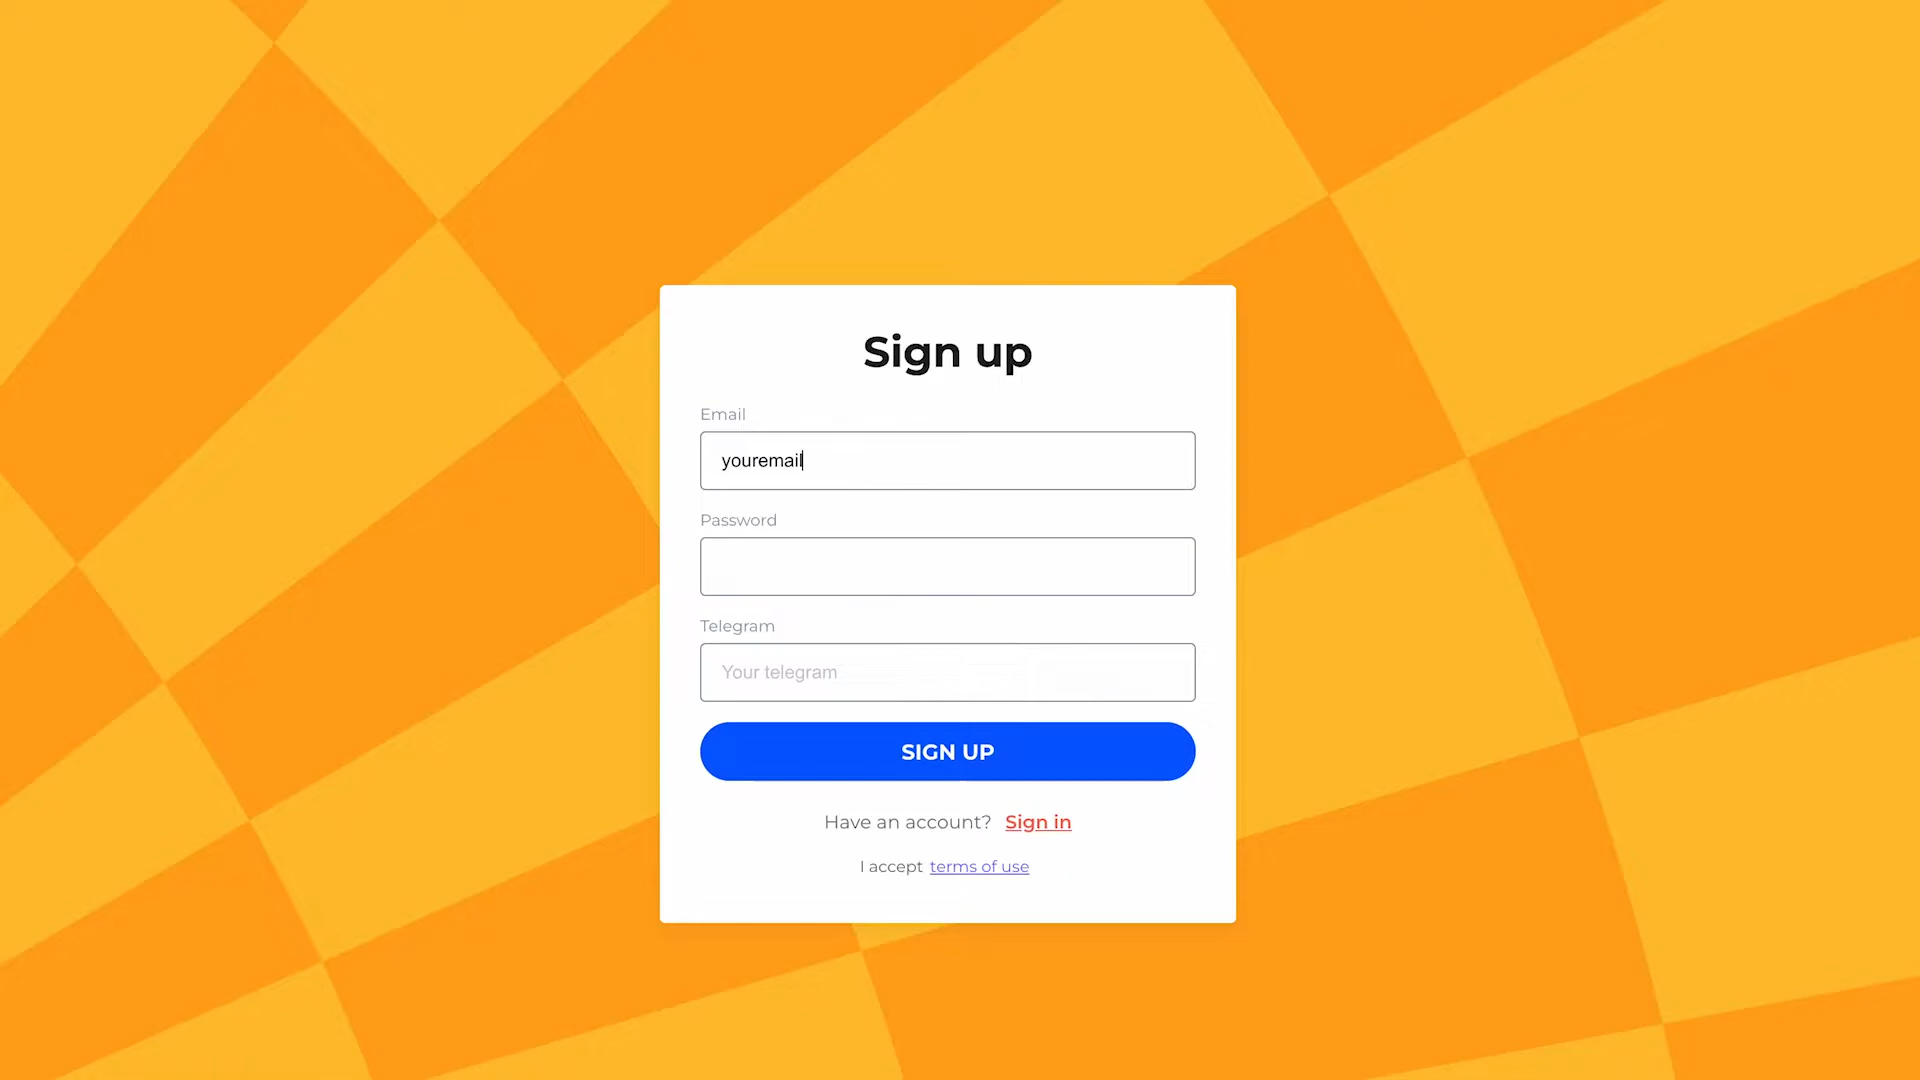 Sign up
Email
youremail
Password
Telegram
Your telegram
SIGN UP
Have an account? Sign in
I accept terms of use